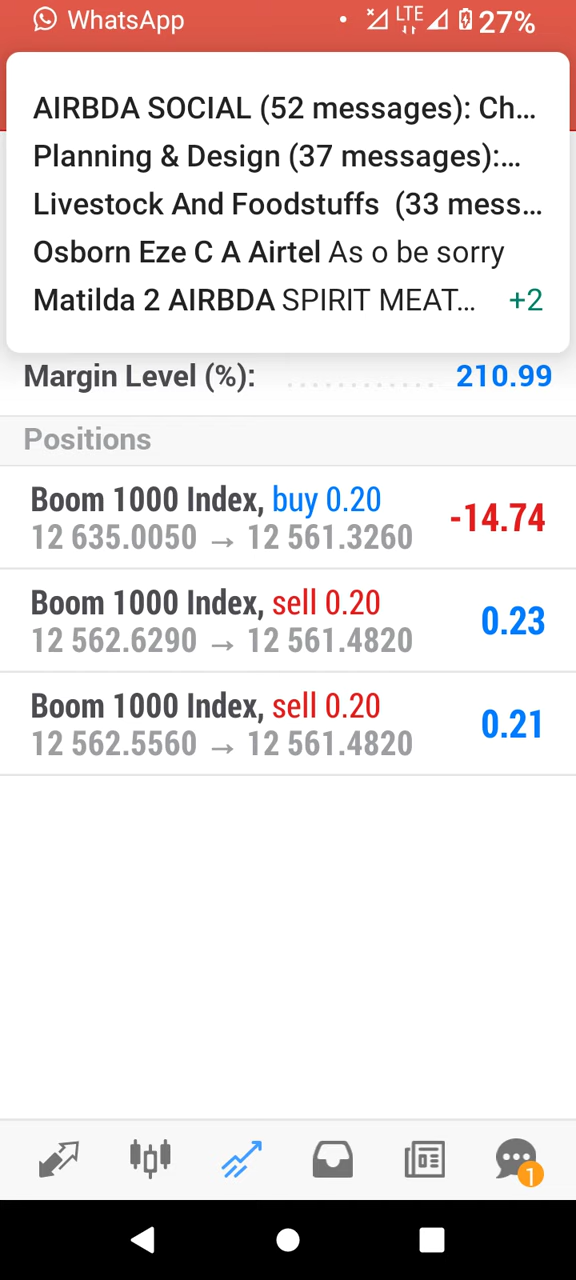 WhatsApp LTE 27%
AIRBDA SOCIAL (52 messages): Ch...
Planning & Design (37 messages):...
Livestock And Foodstuffs (33 mess...
Osborn Eze C A Airtel As o be sorry
Matilda 2 AIRBDA SPIRIT MEAT... +2
Margin Level (%): 210.99
Positions
Boom 1000 Index, buy 0.20
-14.74
12 635.0050 → 12 561.3260
Boom 1000 Index, sell 0.20
0.23
12 562.6290 → 12 561.4820
Boom 1000 Index, sell 0.20
0.21
12 562.5560 → 12 561.4820
1